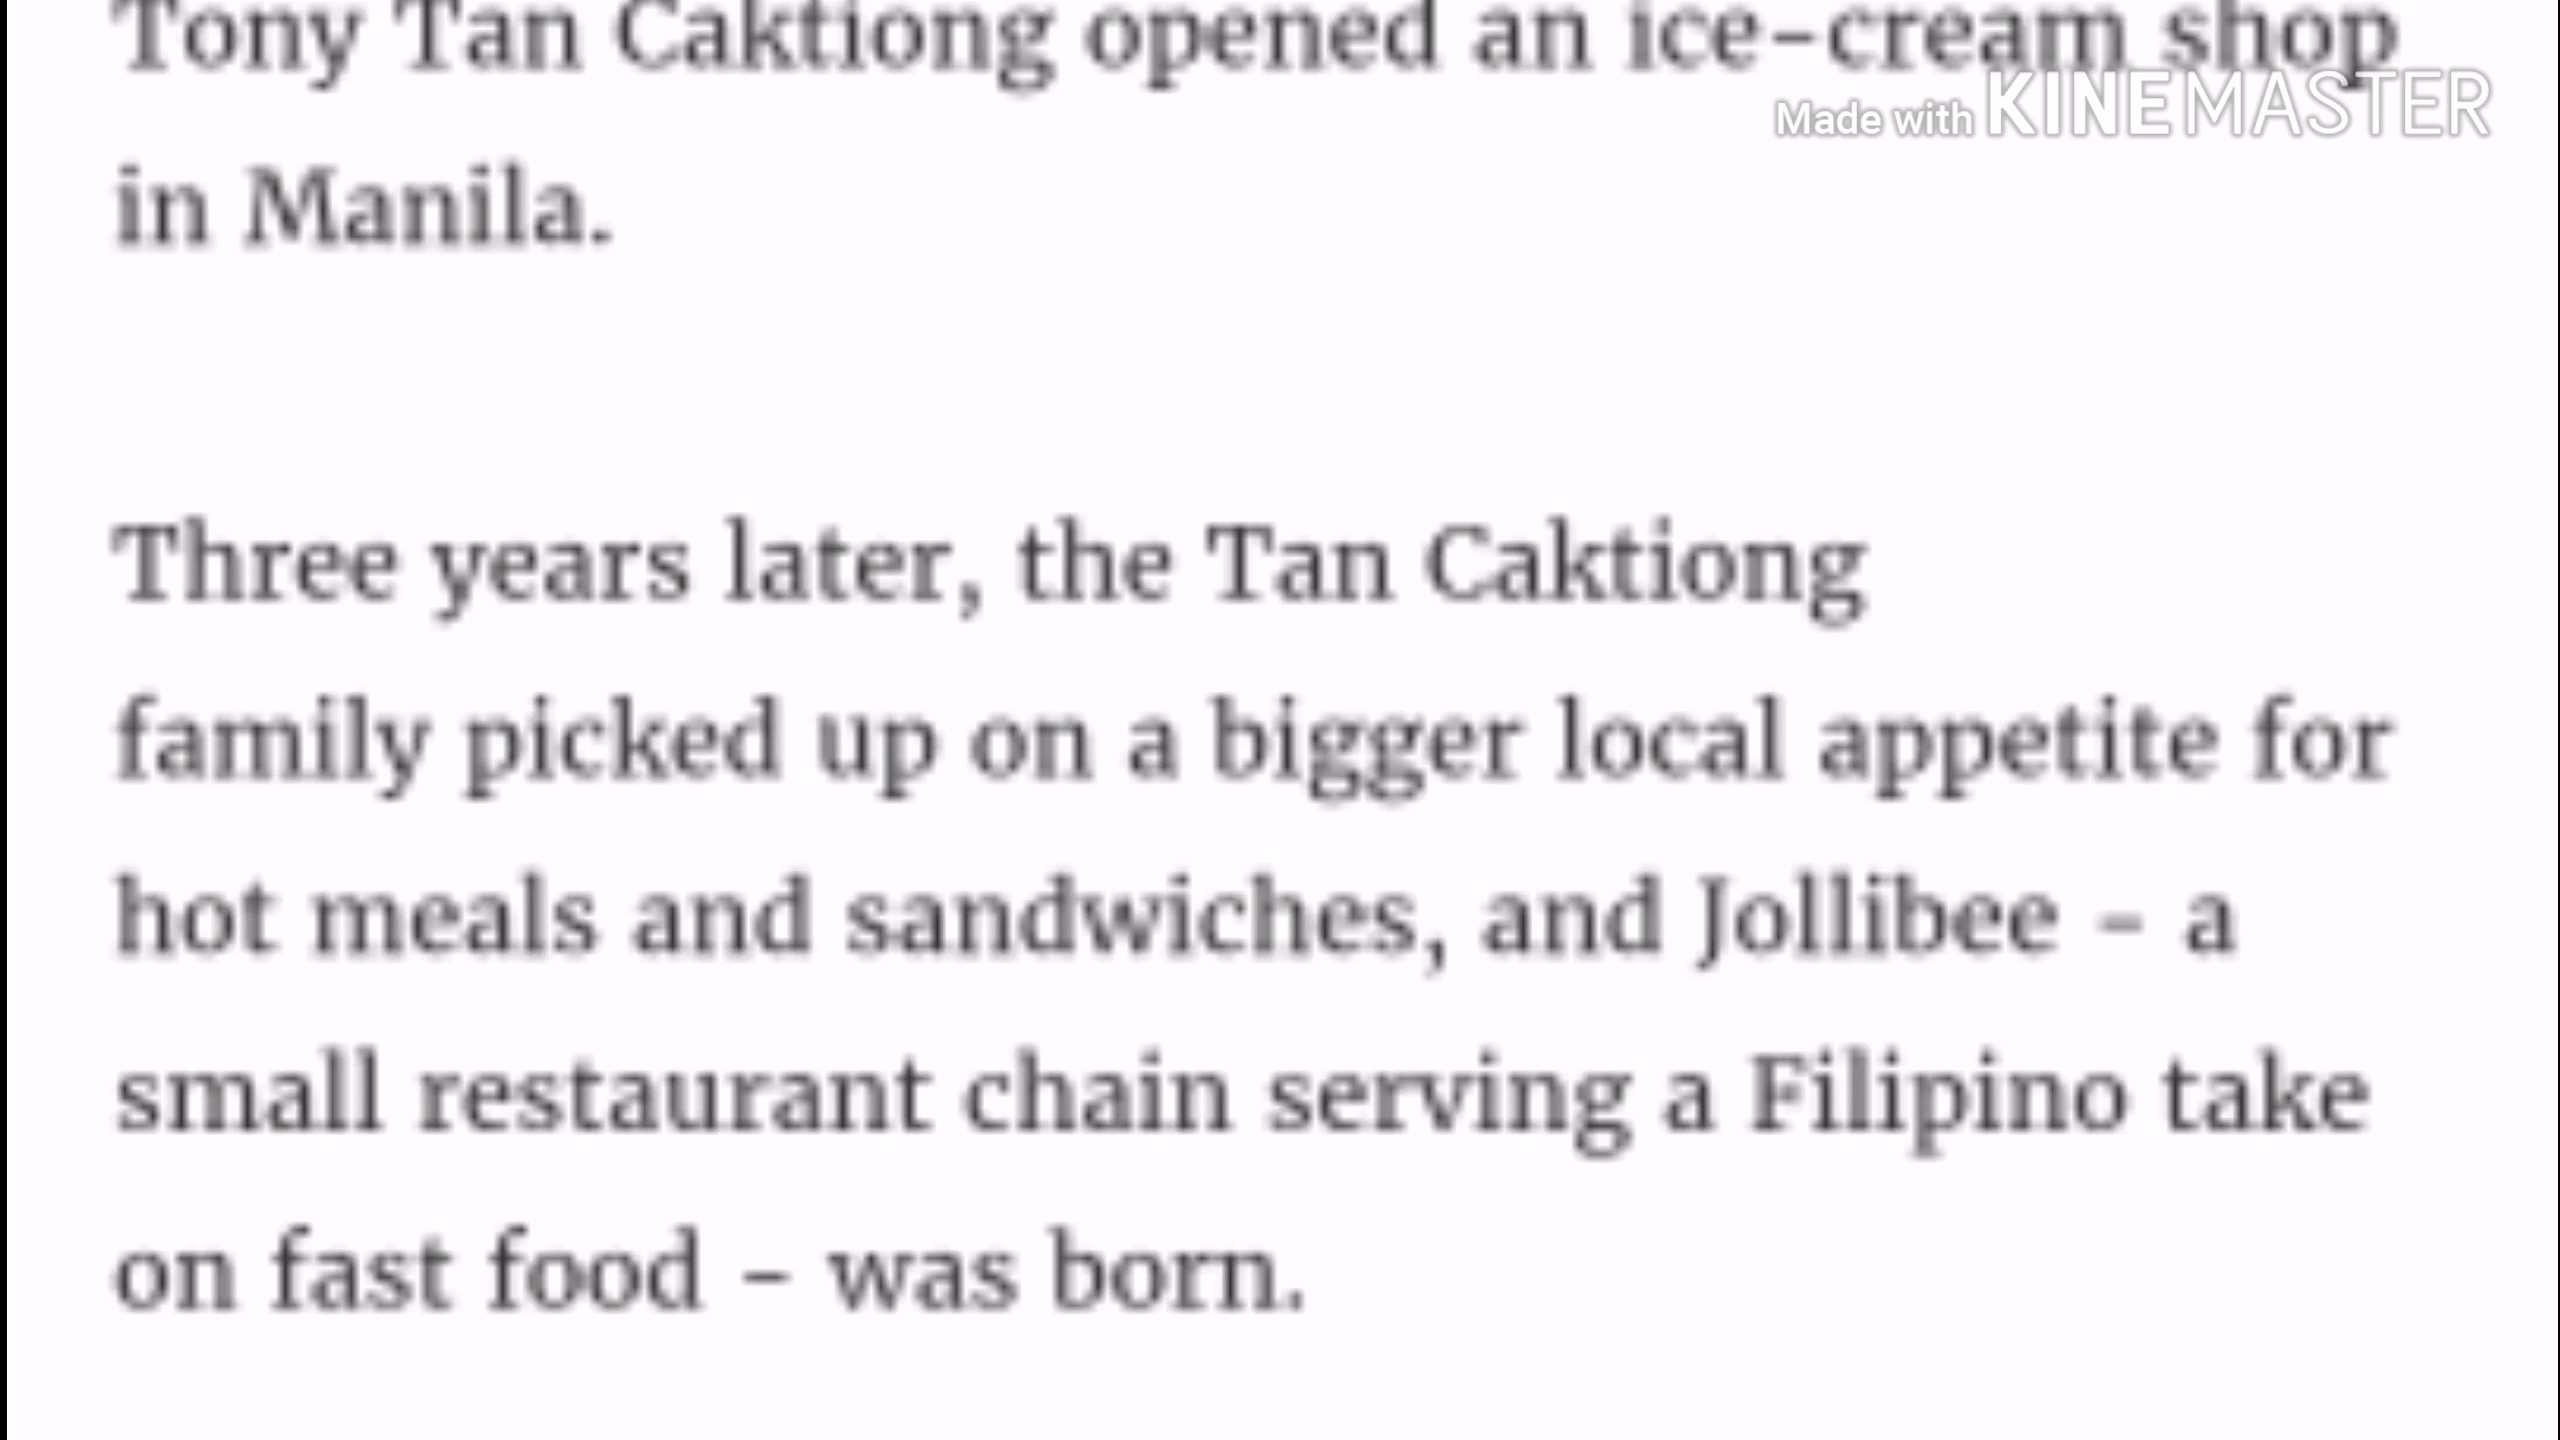 Tony Tan Caktiong opened an ice-cream shop
Made with KINEMASTER
in Manila.
Three years later, the Tan Caktiong
family picked up on a bigger local appetite for
hot meals and sandwiches, and Jollibee – a
small restaurant chain serving a Filipino take
on fast food – was born.